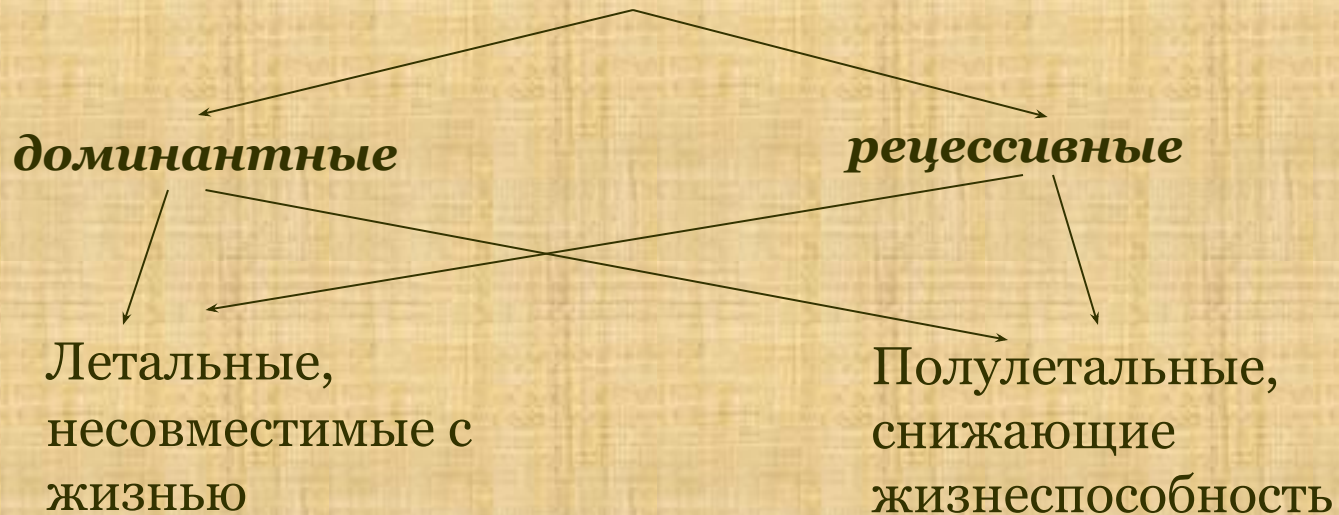 доминантные
рецессивные
Летальные,
несовместимые с
жизнью
Полулетальные,
снижающие
жизнеспособность